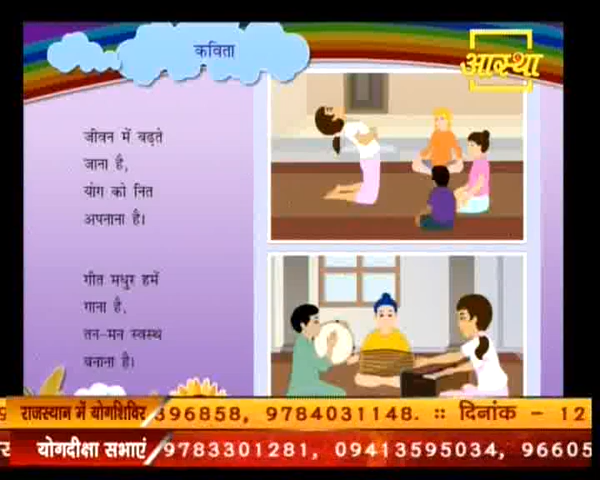 कविता
आस्था
जीवन में बढ़ते
जाना है,
योग को नित
अपनाना है।
गीत मधुर हमें
गाना है,
तन-मन स्वस्थ
बनाना है।
राजस्थान में योगशिविर 396858, 9784031148. :: दिनांक - 12
योगदीक्षा सभाएं 9783301281, 09413595034, 96605